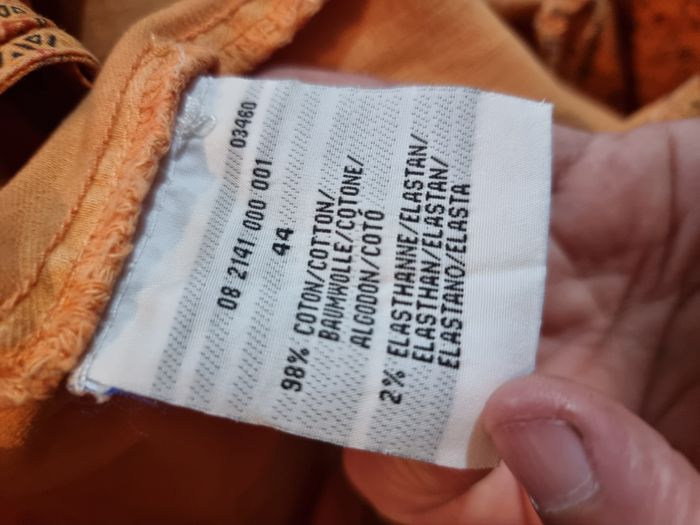 03460
08 2141 000 001
44
98% COTON/COTTON/
BAUMWOLLE/COTONE/
ALGODON/COTÓ
2% ELASTHANNE/ELASTAN/
ELASTHAN/ELASTAN/
ELASTANO/ELASTA